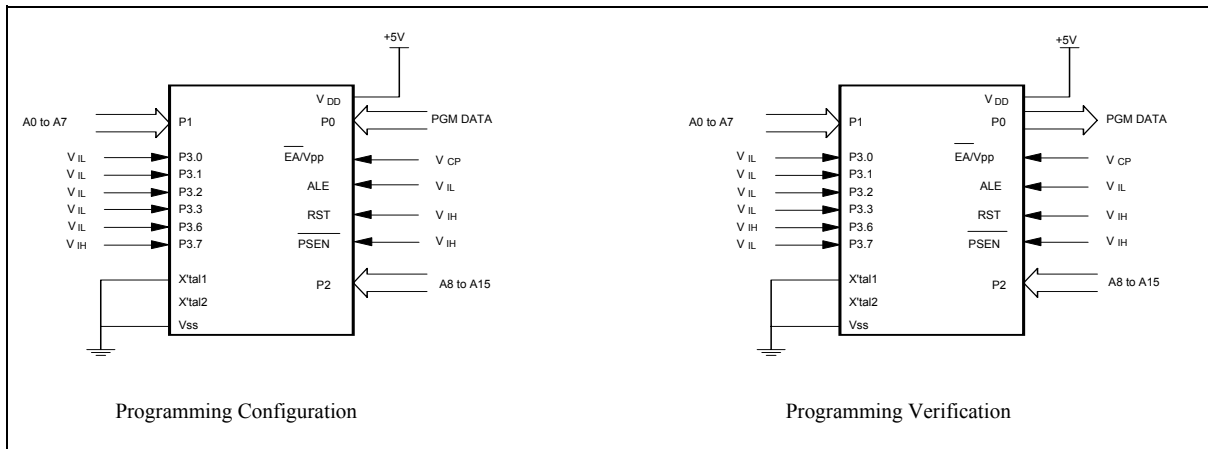 +5V
V DD
A0 to A7
P1
P0
PGM DATA
V IL
P3.0
EA/Vpp
V CP
V IL
P3.1
V IL
P3.2
ALE
V IL
V IL
P3.3
RST
V IH
V IL
P3.6
V IH
P3.7
PSEN
V IH
X'tal1
P2
A8 to A15
X'tal2
Vss
Programming Configuration
+5V
V DD
A0 to A7
P1
P0
PGM DATA
V IL
P3.0
EA/Vpp
V CP
V IL
P3.1
V IL
P3.2
ALE
V IL
V IL
P3.3
RST
V IH
V IH
P3.6
V IL
P3.7
PSEN
V IH
X'tal1
P2
A8 to A15
X'tal2
Vss
Programming Verification